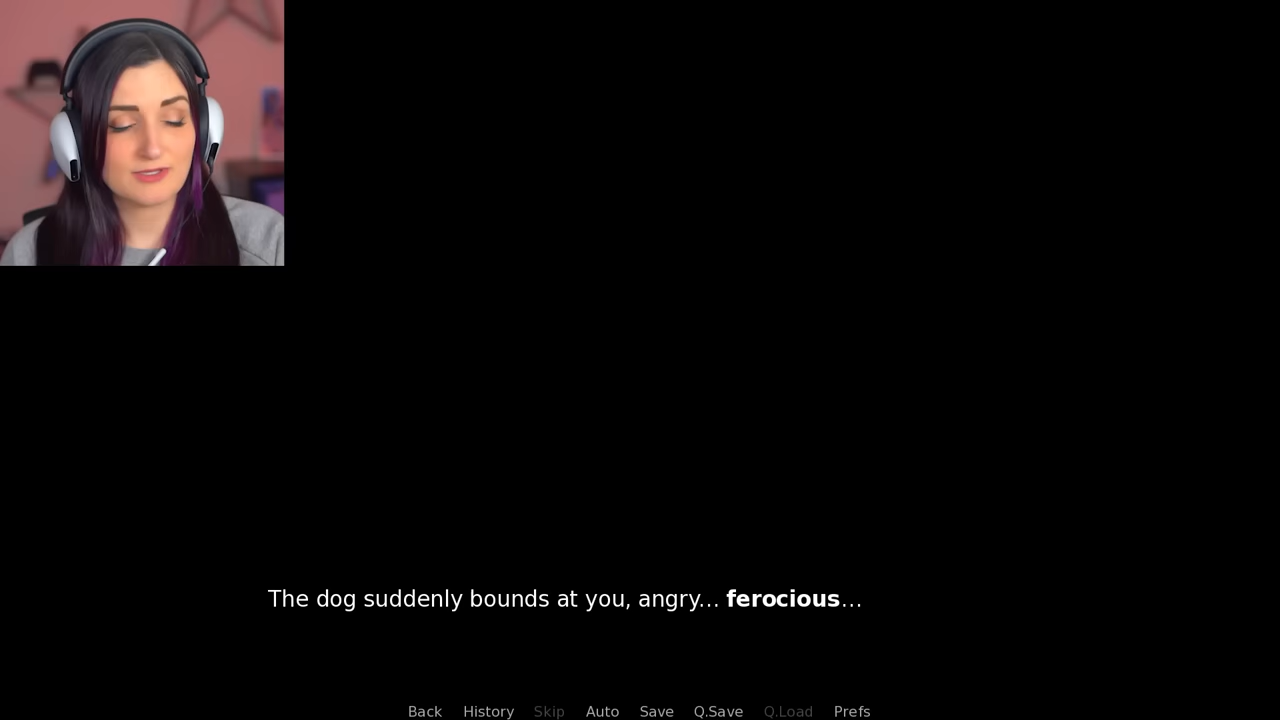 The dog suddenly bounds at you, angry... ferocious...
Back History Skip Auto Save Q.Save Q.Load Prefs